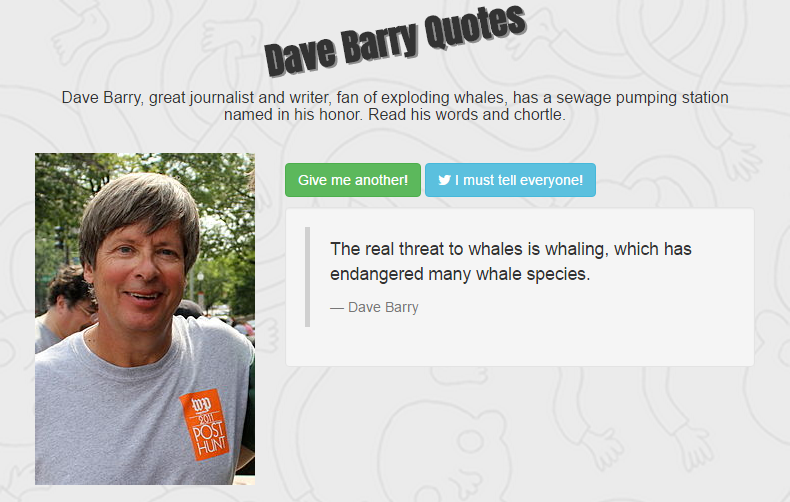 Dave Barry Quotes
Dave Barry, great journalist and writer, fan of exploding whales, has a sewage pumping station
named in his honor. Read his words and chortle.
Give me another!
I must tell everyone!
The real threat to whales is whaling, which has
endangered many whale species.
— Dave Barry
wp
2011
POST
HUNT